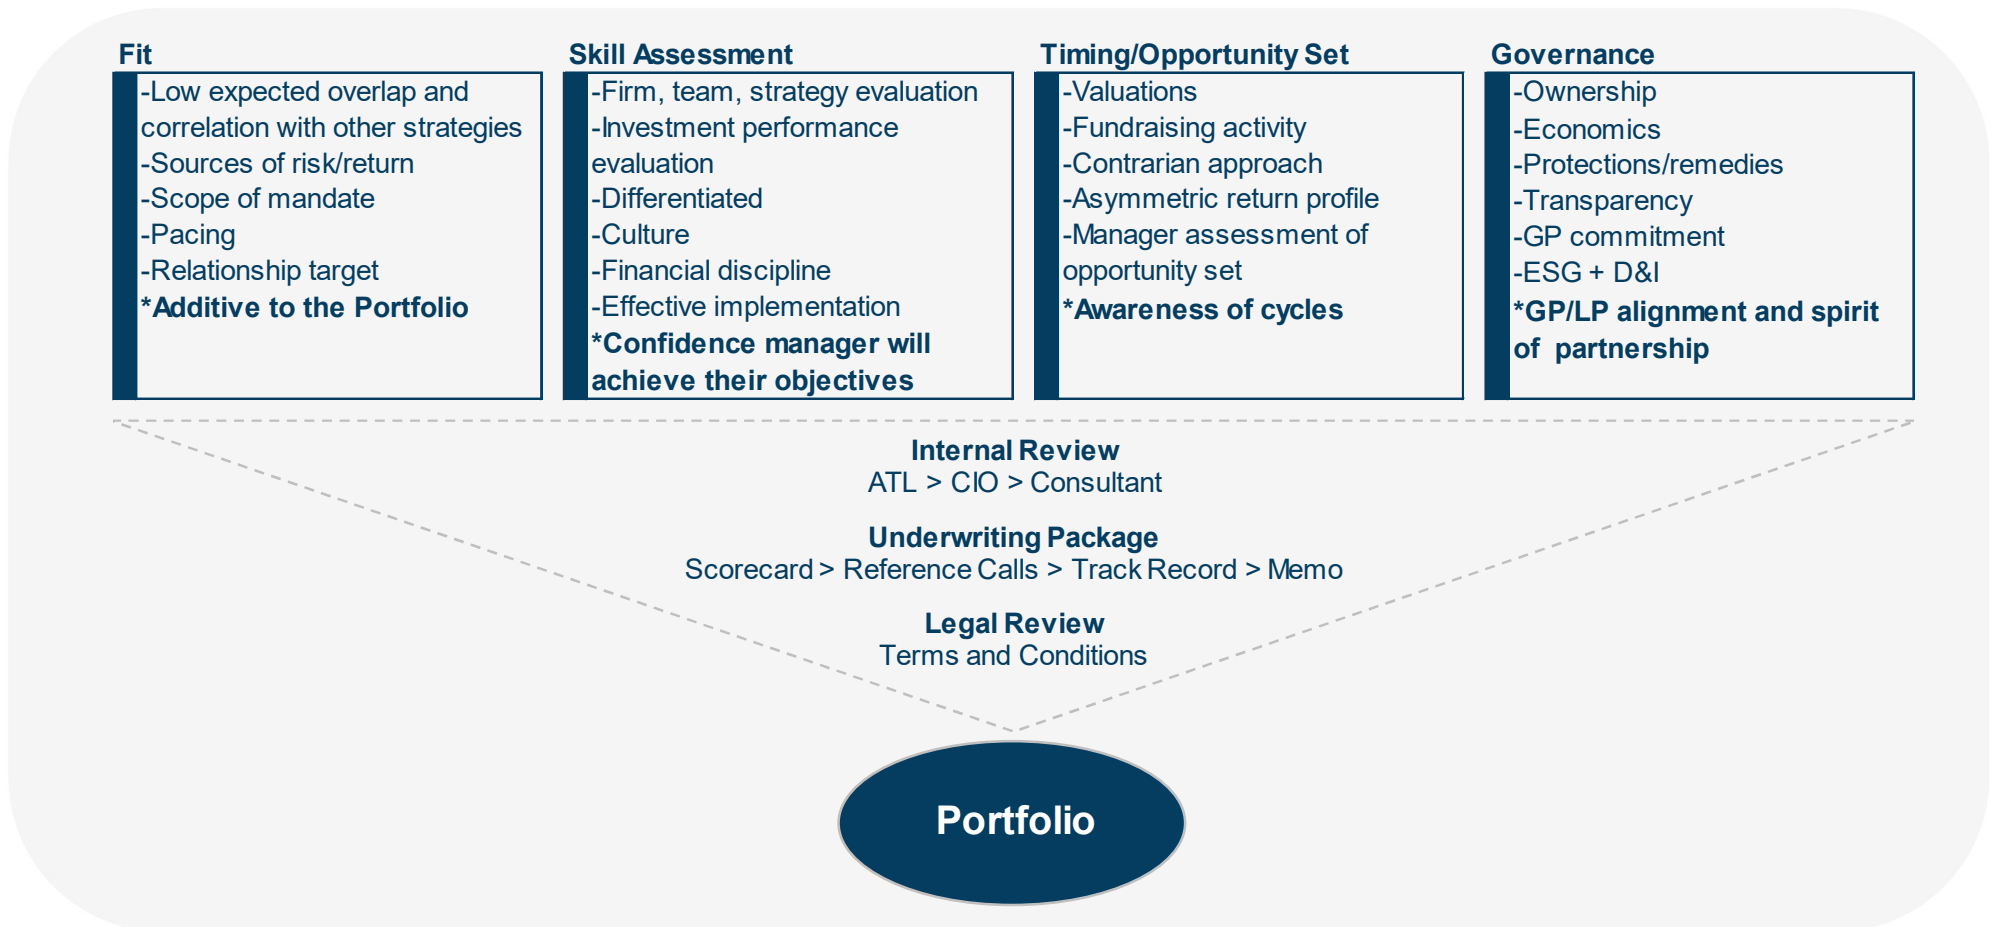 Fit
-Low expected overlap and
correlation with other strategies
-Sources of risk/return
-Scope of mandate
-Pacing
-Relationship target
*Additive to the Portfolio
Skill Assessment
-Firm, team, strategy evaluation
-Investment performance
evaluation
-Differentiated
-Culture
-Financial discipline
-Effective implementation
*Confidence manager will
achieve their objectives
Timing/Opportunity Set
-Valuations
-Fundraising activity
-Contrarian approach
-Asymmetric return profile
-Manager assessment of
opportunity set
*Awareness of cycles
Governance
-Ownership
-Economics
-Protections/remedies
-Transparency
-GP commitment
-ESG + D&I
*GP/LP alignment and spirit
of partnership
Internal Review
ATL > CIO > Consultant
Underwriting Package
Scorecard > Reference Calls > Track Record > Memo
Legal Review
Terms and Conditions
Portfolio